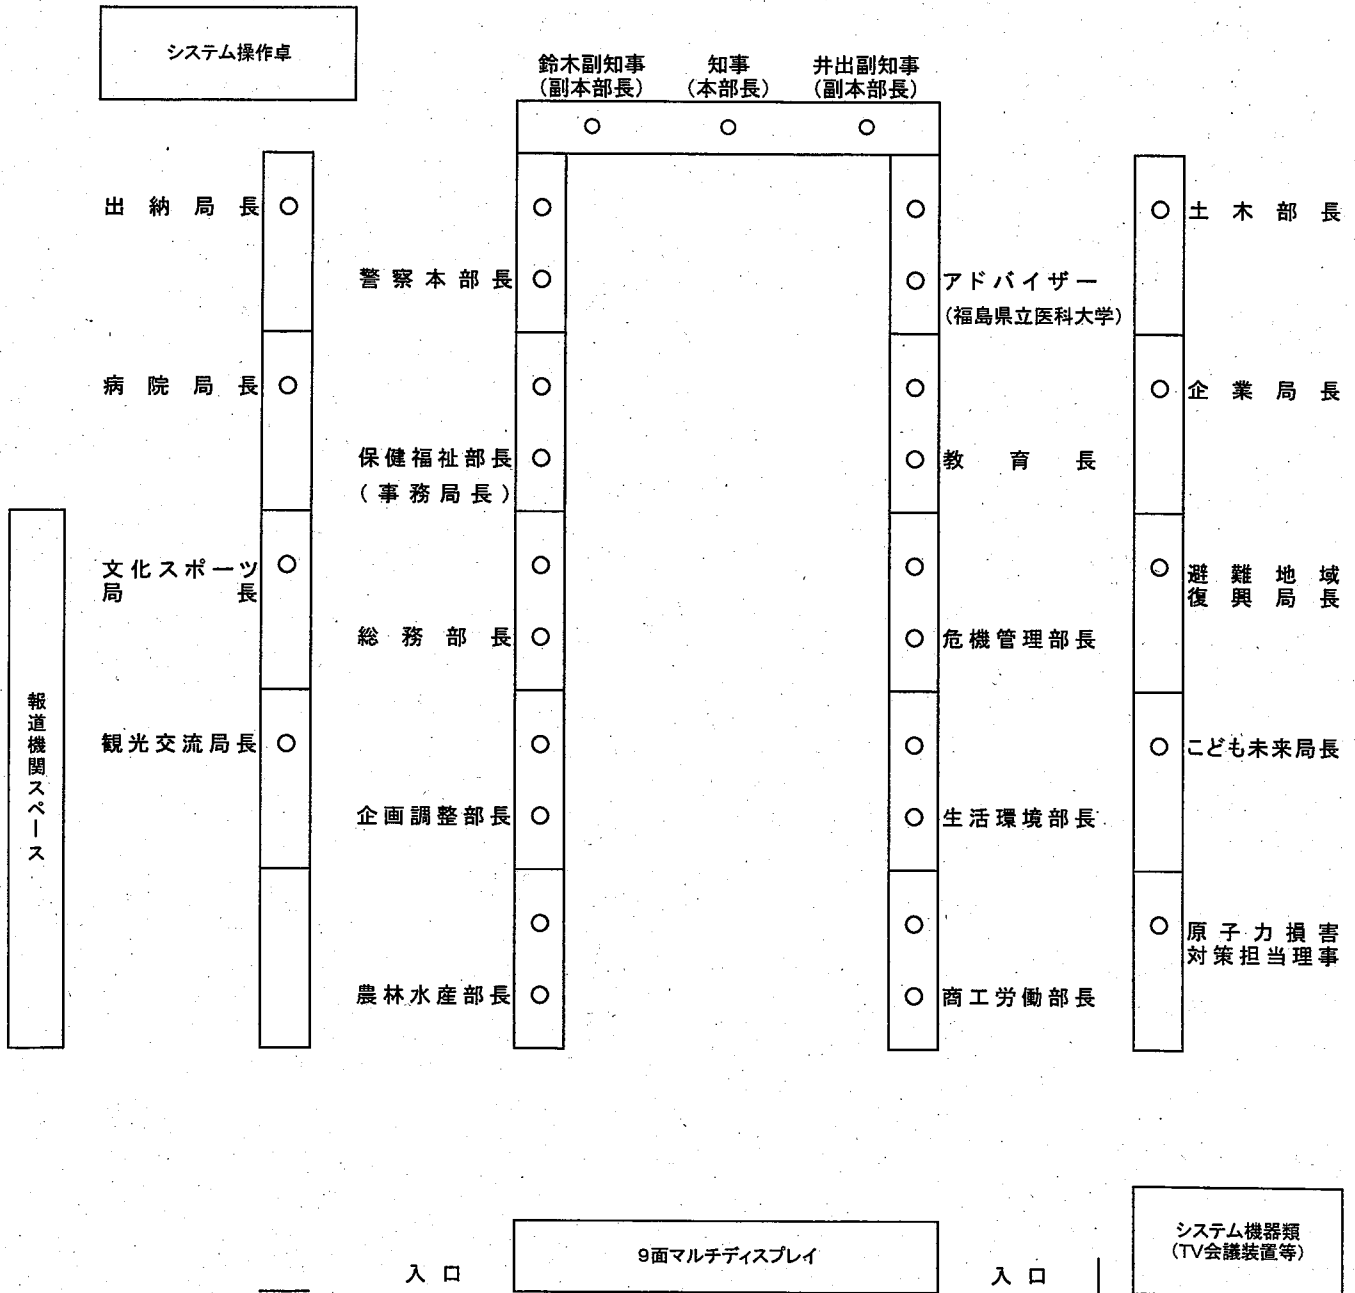 システム操作卓
鈴木副知事
(副本部長)
知事
(本部長)
井出副知事
(副本部長)
出納局長
警察本部長
アドバイザー
(福島県立医科大学)
土木部長
病院局長
保健福祉部長
(事務局長)
教育長
企業局長
文化スポーツ
局長
総務部長
危機管理部長
避難地域
復興局長
報道機関スペース
観光交流局長
企画調整部長
生活環境部長
こども未来局長
農林水産部長
商工労働部長
原子力損害
対策担当理事
入口
9面マルチディスプレイ
入口
システム機器類
(TV会議装置等)